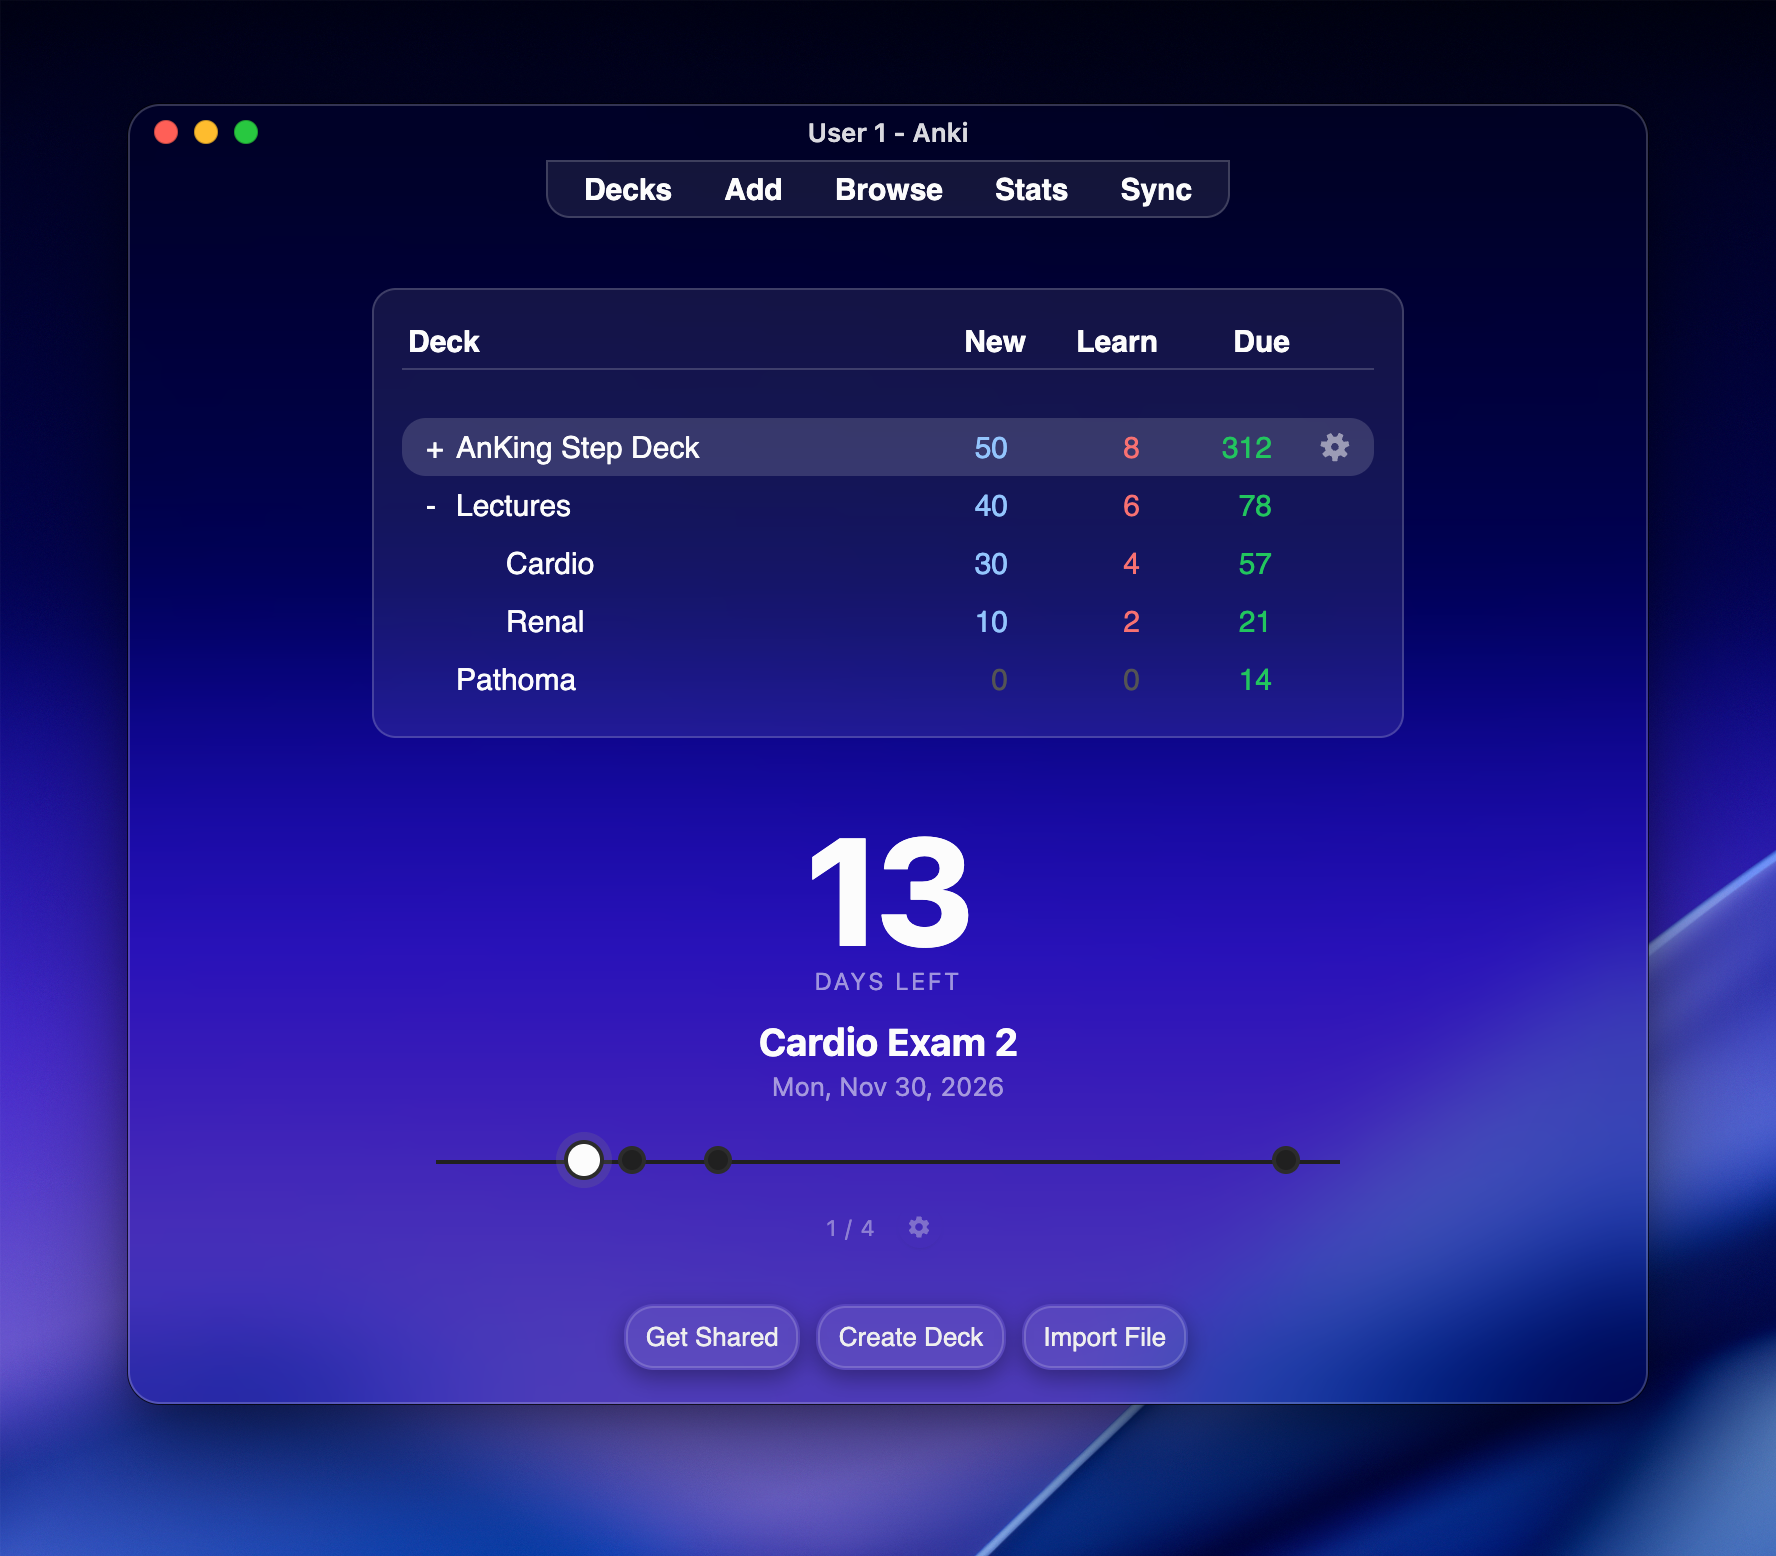 User 1 - Anki
Decks Add Browse Stats Sync
Deck New Learn Due
+ AnKing Step Deck 50 8 312
- Lectures 40 6 78
Cardio 30 4 57
Renal 10 2 21
Pathoma 0 0 14
13
DAYS LEFT
Cardio Exam 2
Mon, Nov 30, 2026
1 / 4
Get Shared Create Deck Import File